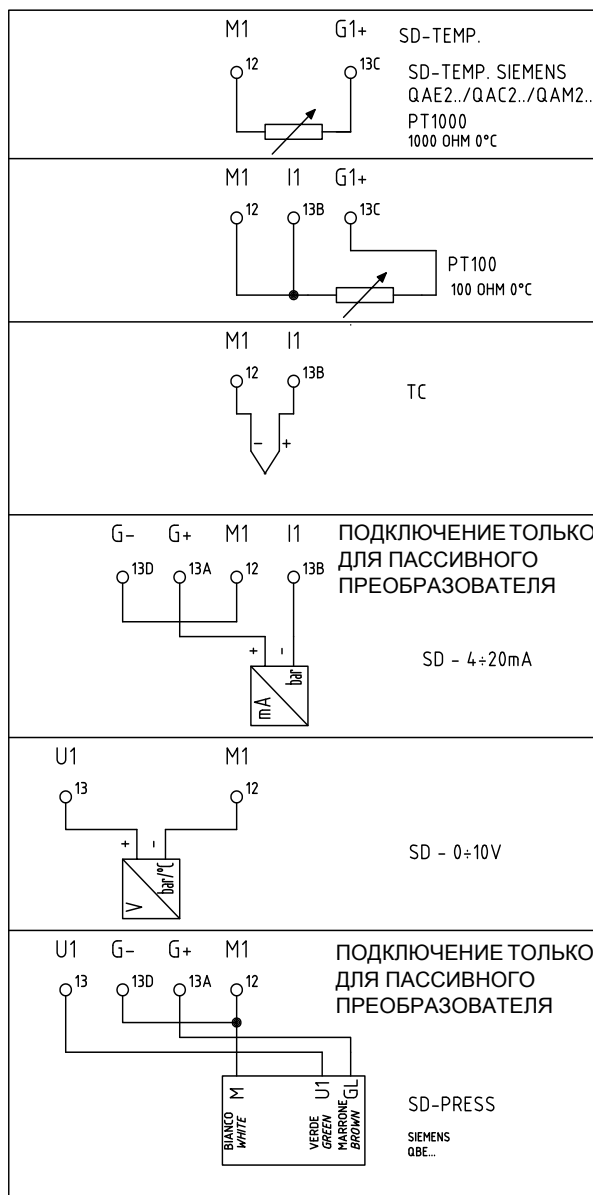 M1 G1+ SD-TEMP.
12 13C SD-TEMP. SIEMENS
QAE2../QAC2../QAM2..
PT1000
1000 OHM 0°C
M1 I1 G1+
12 13B 13C
PT100
100 OHM 0°C
M1 I1
12 13B
TC
- +
G- G+ M1 I1 ПОДКЛЮЧЕНИЕ ТОЛЬКО
13D 13A 12 13B ДЛЯ ПАССИВНОГО
ПРЕОБРАЗОВАТЕЛЯ
+ -
SD - 4÷20mA
mA bar
U1 M1
13 12
+ -
SD - 0÷10V
V bar/°C
U1 G- G+ M1 ПОДКЛЮЧЕНИЕ ТОЛЬКО
13 13D 13A 12 ДЛЯ ПАССИВНОГО
ПРЕОБРАЗОВАТЕЛЯ
M U1 GL
BIANCO
WHITE
VERDE
GREEN
MARRONE
BROWN
SD-PRESS
SIEMENS
QBE...